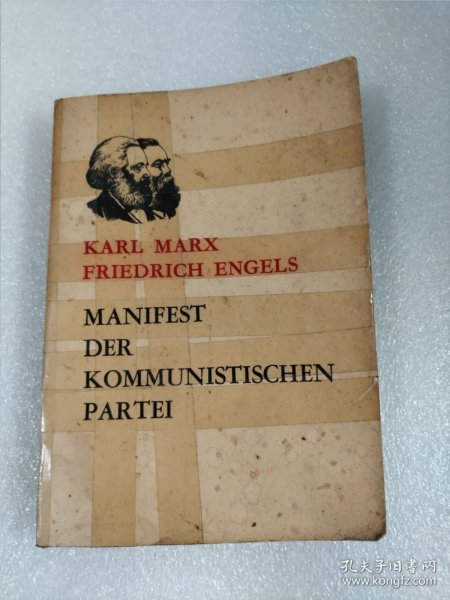 KARL MARX
FRIEDRICH ENGELS
MANIFEST
DER
KOMMUNISTISCHEN
PARTEI
孔夫子旧书网
www.kongfz.com